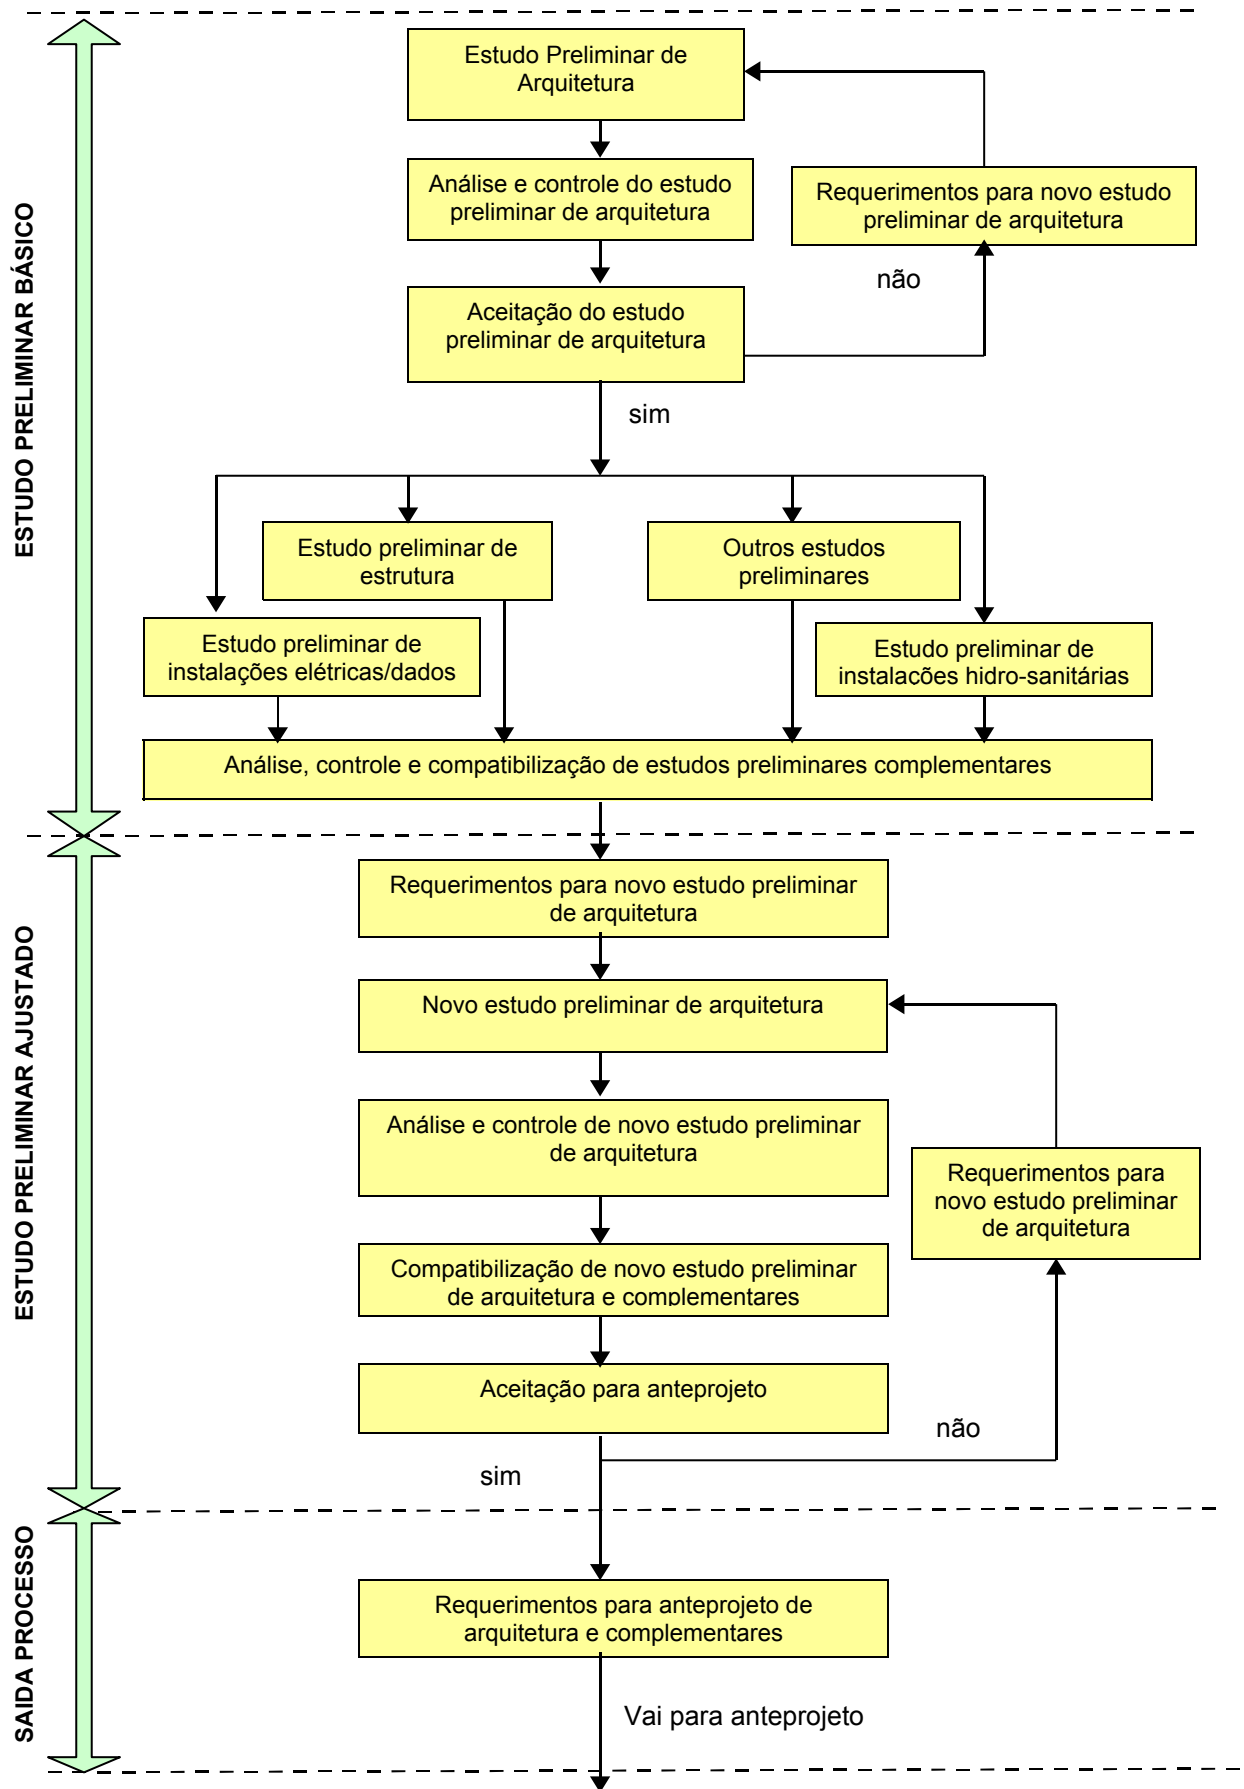 ESTUDO PRELIMINAR BÁSICO
Estudo Preliminar de
Arquitetura
Análise e controle do estudo
preliminar de arquitetura
Requerimentos para novo estudo
preliminar de arquitetura
não
Aceitação do estudo
preliminar de arquitetura
sim
Estudo preliminar de
estrutura
Outros estudos
preliminares
Estudo preliminar de
instalações elétricas/dados
Estudo preliminar de
instalacões hidro-sanitárias
Análise, controle e compatibilização de estudos preliminares complementares
ESTUDO PRELIMINAR AJUSTADO
Requerimentos para novo estudo preliminar
de arquitetura
Novo estudo preliminar de arquitetura
Análise e controle de novo estudo preliminar
de arquitetura
Requerimentos para
novo estudo preliminar
de arquitetura
Compatibilização de novo estudo preliminar
de arquitetura e complementares
Aceitação para anteprojeto
não
sim
SAIDA PROCESSO
Requerimentos para anteprojeto de
arquitetura e complementares
Vai para anteprojeto